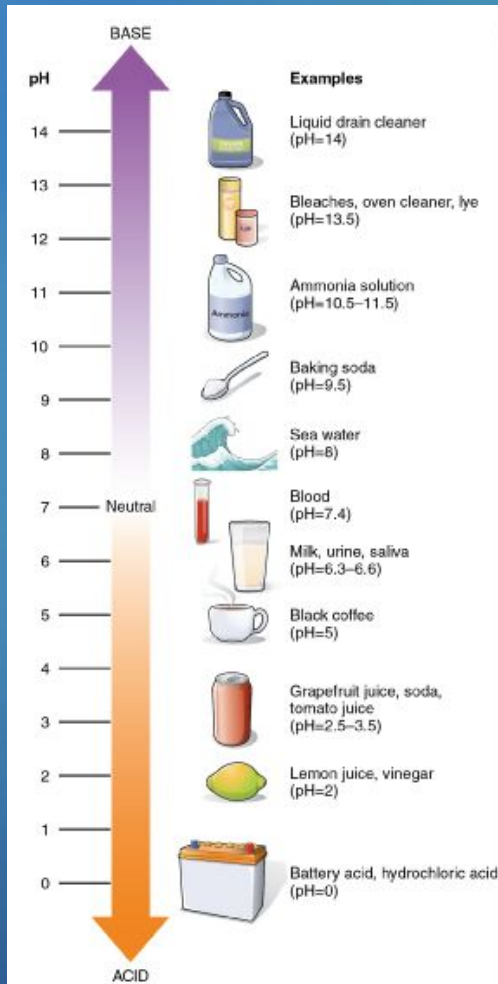 BASE
pH
Examples
14
Liquid drain cleaner
(pH=14)
13
Bleaches, oven cleaner, lye
(pH=13.5)
12
11
Ammonia solution
(pH=10.5–11.5)
Ammonia
10
Baking soda
(pH=9.5)
9
Sea water
(pH=8)
8
Blood
(pH=7.4)
7
Neutral
Milk, urine, saliva
(pH=6.3–6.6)
6
5
Black coffee
(pH=5)
4
Grapefruit juice, soda,
tomato juice
(pH=2.5–3.5)
3
2
Lemon juice, vinegar
(pH=2)
1
0
Battery acid, hydrochloric acid
(pH=0)
ACID